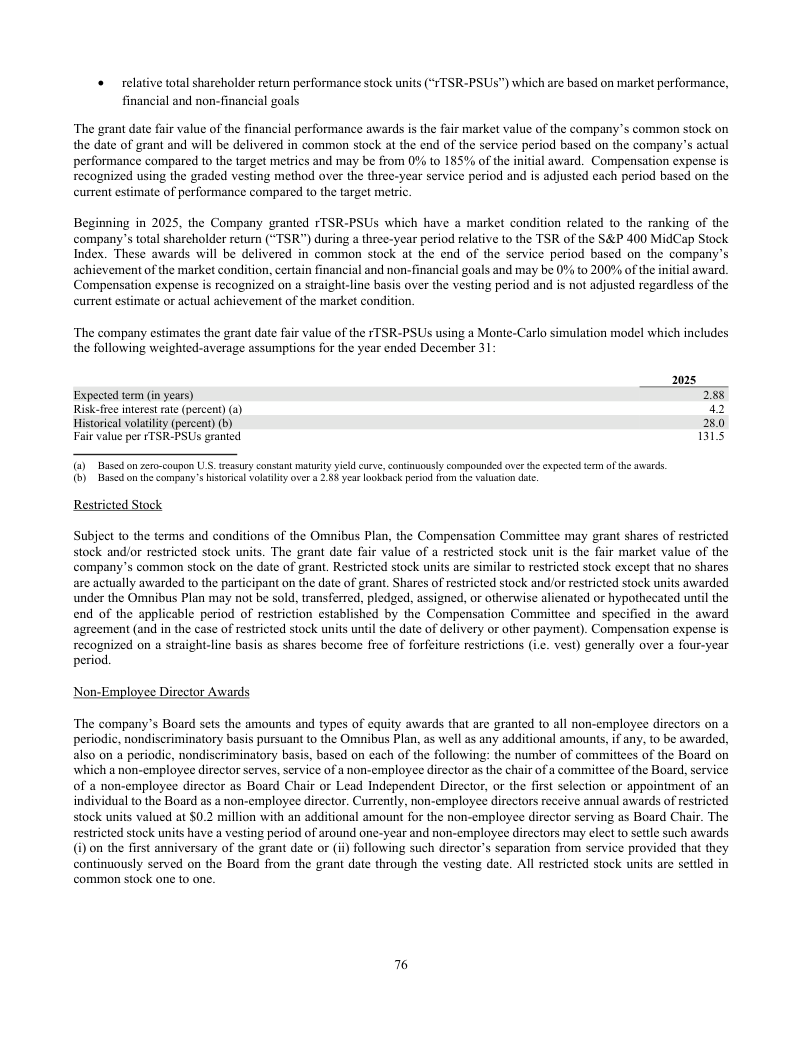 • relative total shareholder return performance stock units (“rTSR-PSUs”) which are based on market performance,
financial and non-financial goals
The grant date fair value of the financial performance awards is the fair market value of the company’s common stock on
the date of grant and will be delivered in common stock at the end of the service period based on the company’s actual
performance compared to the target metrics and may be from 0% to 185% of the initial award. Compensation expense is
recognized using the graded vesting method over the three-year service period and is adjusted each period based on the
current estimate of performance compared to the target metric.
Beginning in 2025, the Company granted rTSR-PSUs which have a market condition related to the ranking of the
company’s total shareholder return (“TSR”) during a three-year period relative to the TSR of the S&P 400 MidCap Stock
Index. These awards will be delivered in common stock at the end of the service period based on the company’s
achievement of the market condition, certain financial and non-financial goals and may be 0% to 200% of the initial award.
Compensation expense is recognized on a straight-line basis over the vesting period and is not adjusted regardless of the
current estimate or actual achievement of the market condition.
The company estimates the grant date fair value of the rTSR-PSUs using a Monte-Carlo simulation model which includes
the following weighted-average assumptions for the year ended December 31:
2025
Expected term (in years) 2.88
Risk-free interest rate (percent) (a) 4.2
Historical volatility (percent) (b) 28.0
Fair value per rTSR-PSUs granted 131.5
(a) Based on zero-coupon U.S. treasury constant maturity yield curve, continuously compounded over the expected term of the awards.
(b) Based on the company’s historical volatility over a 2.88 year lookback period from the valuation date.
Restricted Stock
Subject to the terms and conditions of the Omnibus Plan, the Compensation Committee may grant shares of restricted
stock and/or restricted stock units. The grant date fair value of a restricted stock unit is the fair market value of the
company’s common stock on the date of grant. Restricted stock units are similar to restricted stock except that no shares
are actually awarded to the participant on the date of grant. Shares of restricted stock and/or restricted stock units awarded
under the Omnibus Plan may not be sold, transferred, pledged, assigned, or otherwise alienated or hypothecated until the
end of the applicable period of restriction established by the Compensation Committee and specified in the award
agreement (and in the case of restricted stock units until the date of delivery or other payment). Compensation expense is
recognized on a straight-line basis as shares become free of forfeiture restrictions (i.e. vest) generally over a four-year
period.
Non-Employee Director Awards
The company’s Board sets the amounts and types of equity awards that are granted to all non-employee directors on a
periodic, nondiscriminatory basis pursuant to the Omnibus Plan, as well as any additional amounts, if any, to be awarded,
also on a periodic, nondiscriminatory basis, based on each of the following: the number of committees of the Board on
which a non-employee director serves, service of a non-employee director as the chair of a committee of the Board, service
of a non-employee director as Board Chair or Lead Independent Director, or the first selection or appointment of an
individual to the Board as a non-employee director. Currently, non-employee directors receive annual awards of restricted
stock units valued at $0.2 million with an additional amount for the non-employee director serving as Board Chair. The
restricted stock units have a vesting period of around one-year and non-employee directors may elect to settle such awards
(i) on the first anniversary of the grant date or (ii) following such director’s separation from service provided that they
continuously served on the Board from the grant date through the vesting date. All restricted stock units are settled in
common stock one to one.
76